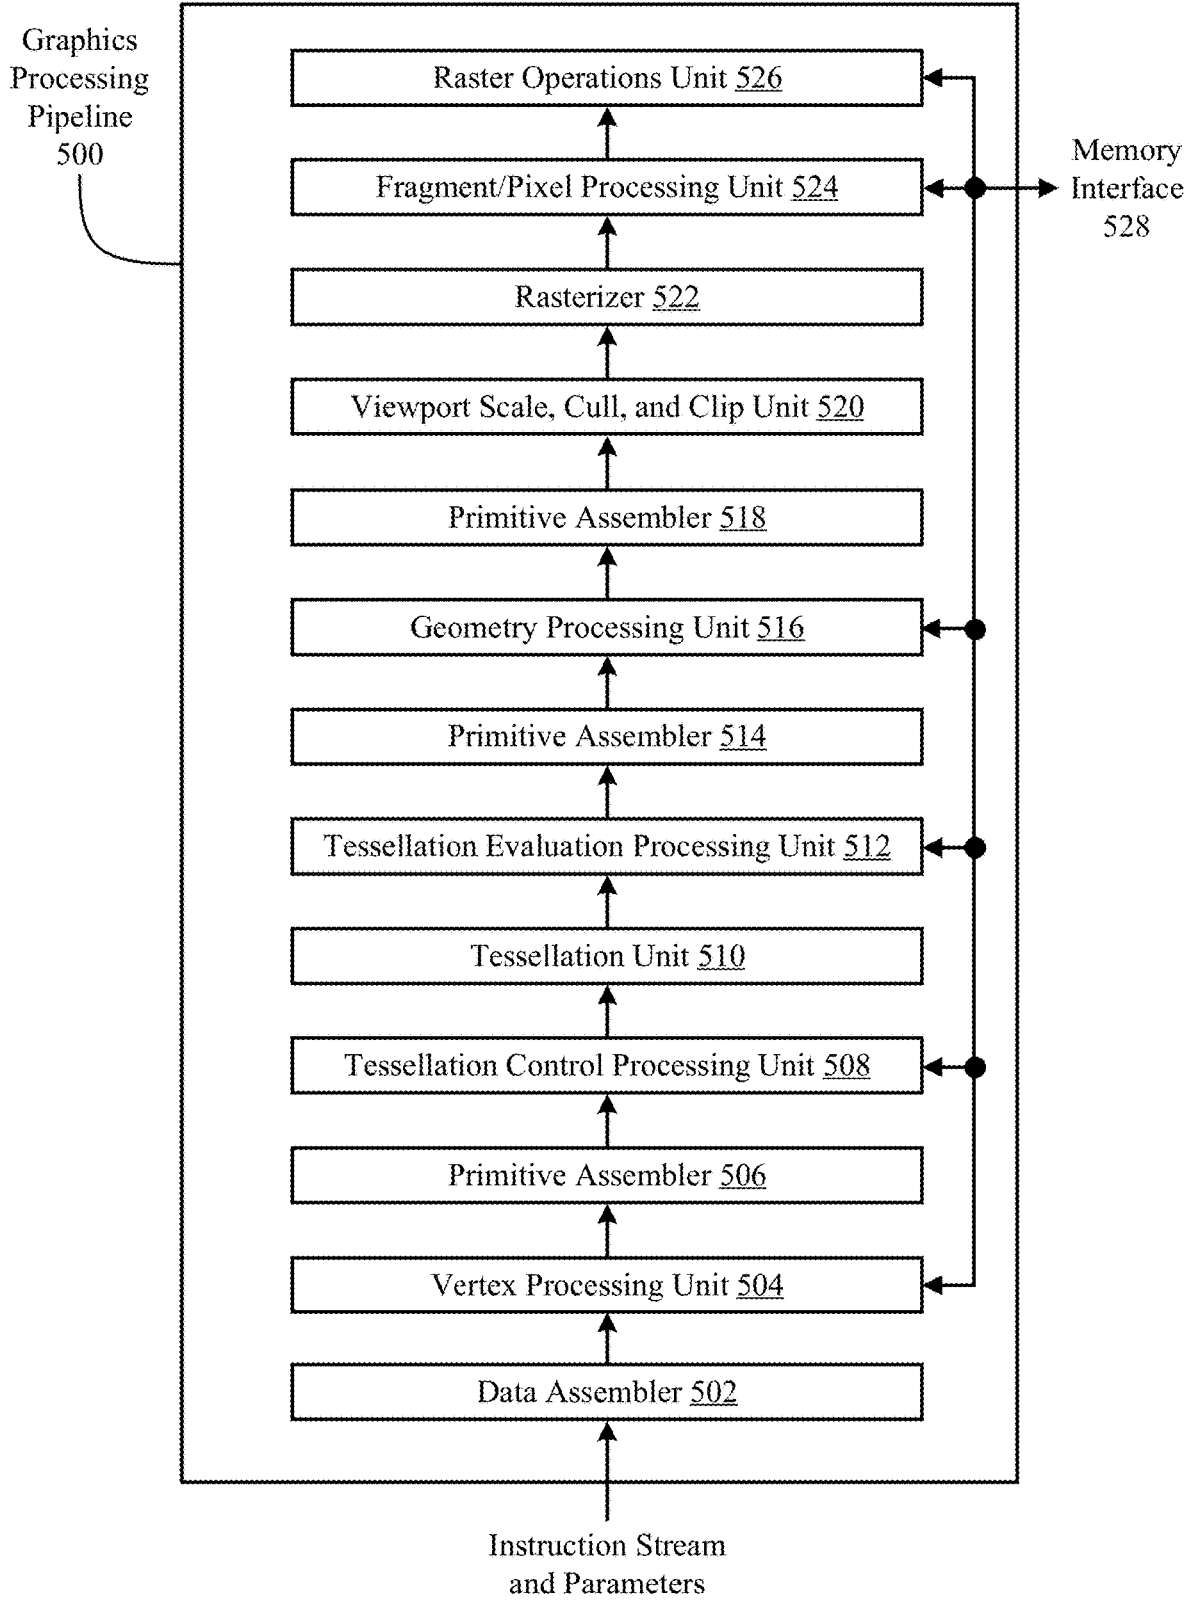 Graphics
Processing
Pipeline
500
Raster Operations Unit 526
Fragment/Pixel Processing Unit 524
Memory
Interface
528
Rasterizer 522
Viewport Scale, Cull, and Clip Unit 520
Primitive Assembler 518
Geometry Processing Unit 516
Primitive Assembler 514
Tessellation Evaluation Processing Unit 512
Tessellation Unit 510
Tessellation Control Processing Unit 508
Primitive Assembler 506
Vertex Processing Unit 504
Data Assembler 502
Instruction Stream
and Parameters